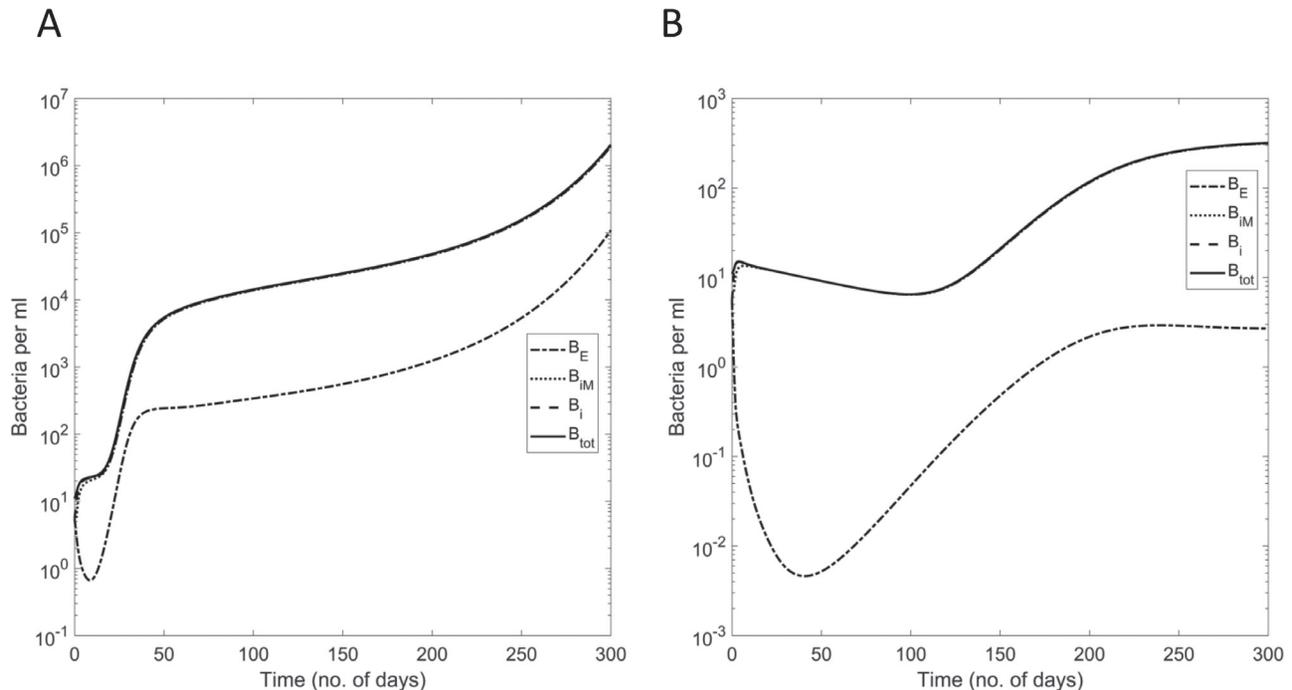 A
B
10^7
10^6
10^5
10^4
10^3
10^2
10^1
10^0
10^-1
Bacteria per ml
B_E
B_iM
B_i
B_tot
0 50 100 150 200 250 300
Time (no. of days)
10^3
10^2
10^1
10^0
10^-1
10^-2
10^-3
Bacteria per ml
B_E
B_iM
B_i
B_tot
0 50 100 150 200 250 300
Time (no. of days)